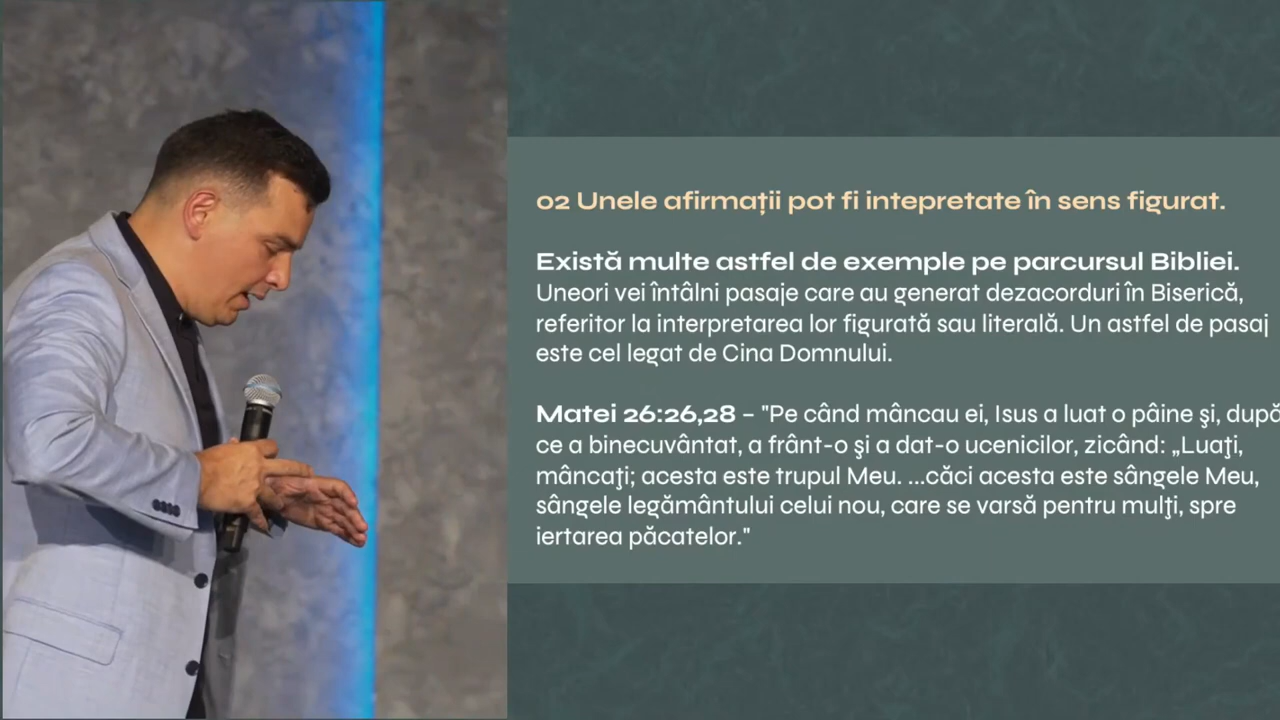 02 Unele afirmații pot fi intepretate în sens figurat.
Există multe astfel de exemple pe parcursul Bibliei.
Uneori vei întâlni pasaje care au generat dezacorduri în Biserică,
referitor la interpretarea lor figurată sau literală. Un astfel de pasaj
este cel legat de Cina Domnului.
Matei 26:26,28 – "Pe când mâncau ei, Isus a luat o pâine şi, după
ce a binecuvântat, a frânt-o şi a dat-o ucenicilor, zicând: „Luaţi,
mâncaţi; acesta este trupul Meu. ...căci acesta este sângele Meu,
sângele legământului celui nou, care se varsă pentru mulţi, spre
iertarea păcatelor."